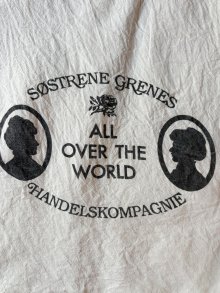 SØSTRENE GRENES
ALL
OVER THE
WORLD
HANDELSKOMPAGNIE